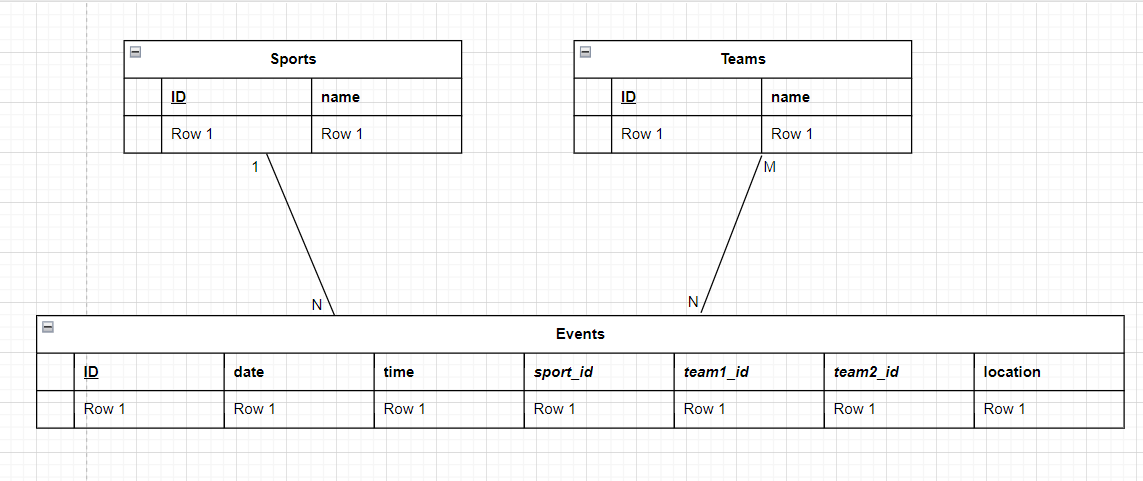 Sports
ID name
Row 1 Row 1
Teams
ID name
Row 1 Row 1
1
M
N
N
Events
ID date time sport_id team1_id team2_id location
Row 1 Row 1 Row 1 Row 1 Row 1 Row 1 Row 1